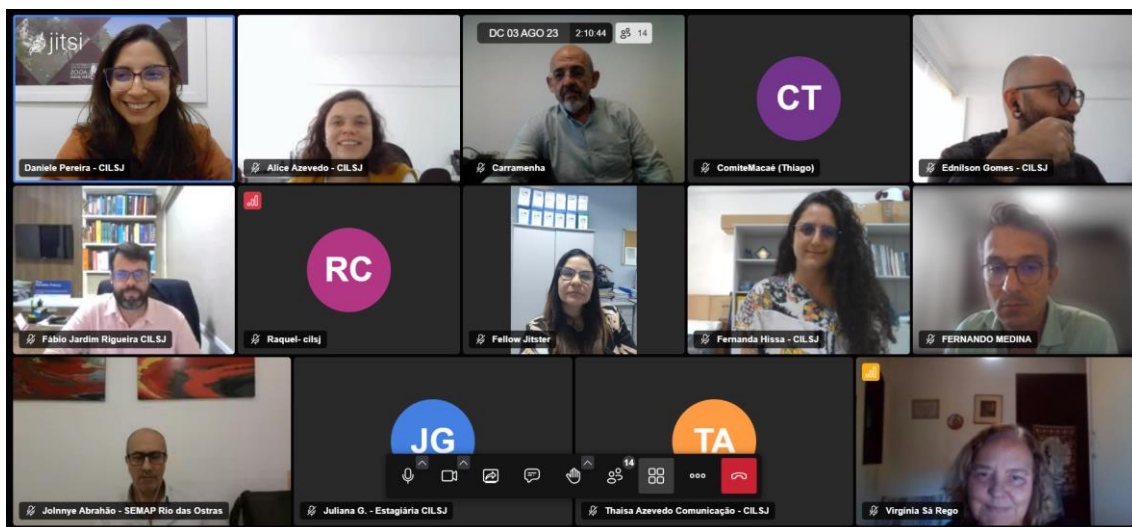 jitsi
DC 03 AGO 23
2:10:44
14
CT
Daniele Pereira - CILSJ
Alice Azevedo - CILSJ
Carramenha
ComiteMacaé (Thiago)
Ednilson Gomes - CILSJ
RC
Fábio Jardim Rigueira CILSJ
Raquel- cilsj
Fellow Jitster
Fernanda Hissa - CILSJ
FERNANDO MEDINA
JG
TA
14
Jolnnye Abrahão - SEMAP Rio das Ostras
Juliana G. - Estagiária CILSJ
Thaisa Azevedo Comunicação - CILSJ
Virgínia Sá Rego